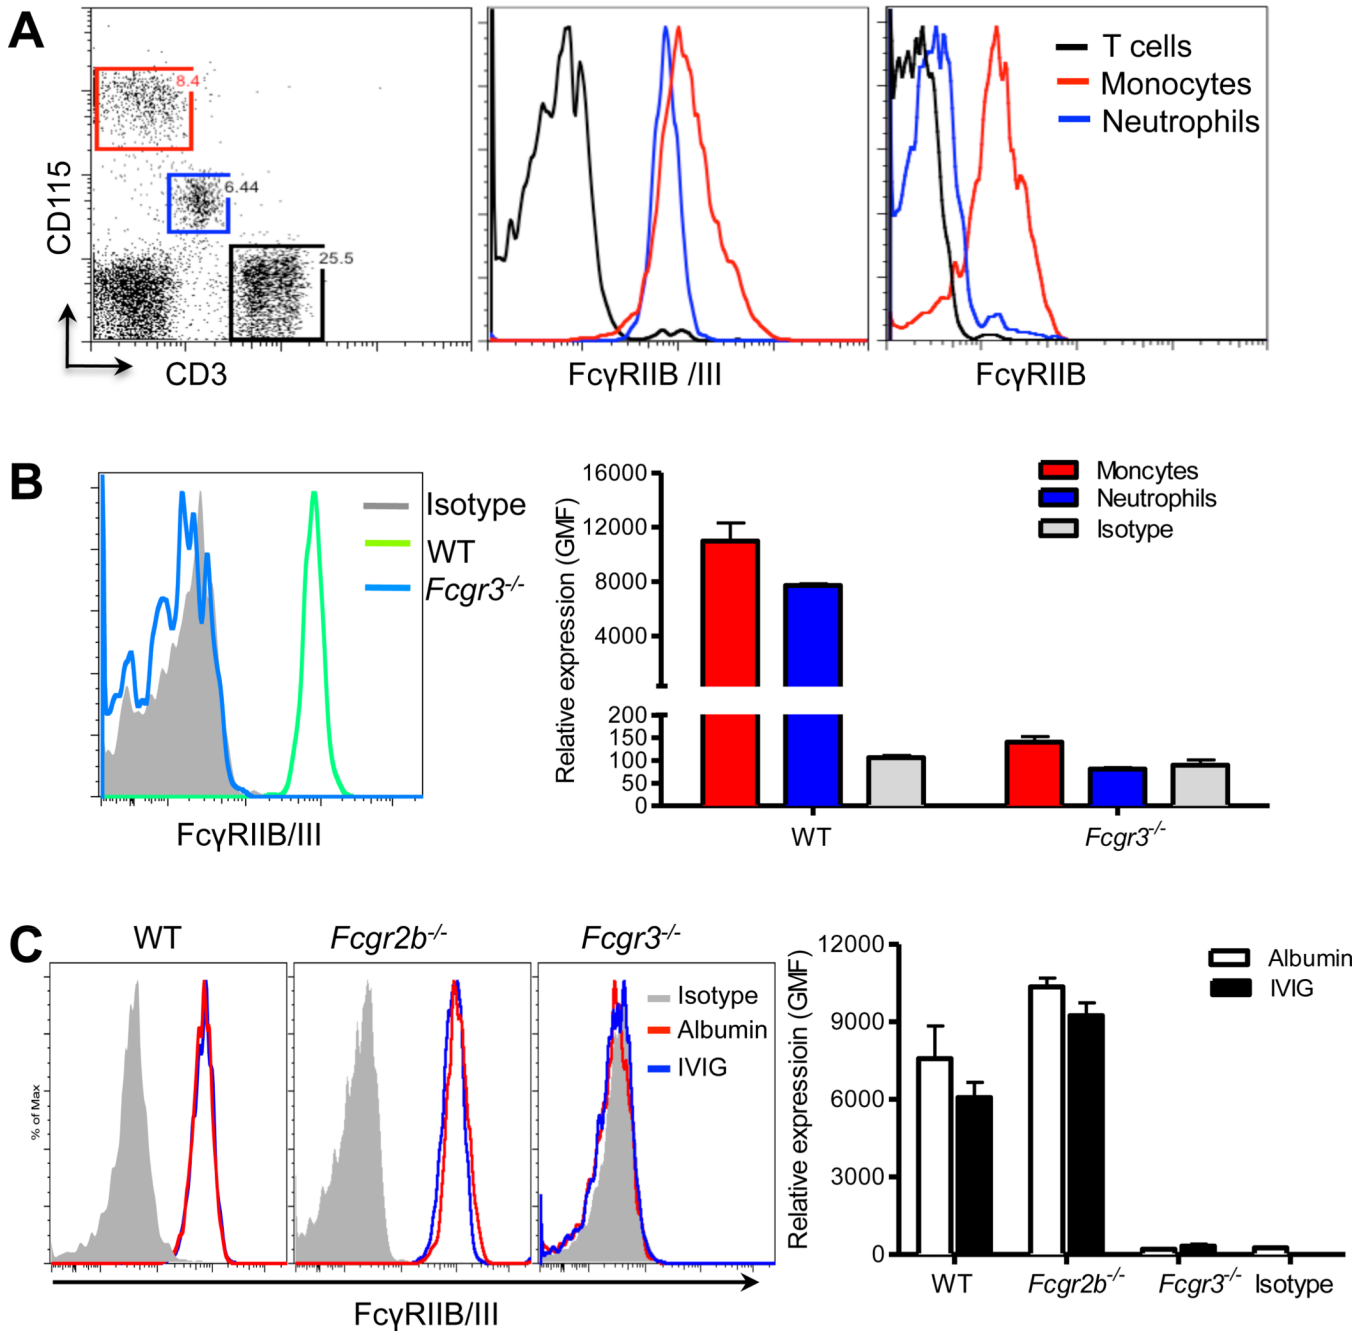 A
8.4
6.44
25.5
CD115
CD3
FcγRIIB /III
T cells
Monocytes
Neutrophils
FcγRIIB
B
Isotype
WT
Fcgr3-/-
FcγRIIB/III
Relative expression (GMF)
16000
12000
8000
4000
200
150
100
50
0
Moncytes
Neutrophils
Isotype
WT
Fcgr3-/-
C
WT
Fcgr2b-/-
Fcgr3-/-
% of Max
Isotype
Albumin
IVIG
FcγRIIB/III
Relative expressioin (GMF)
12000
9000
6000
3000
0
Albumin
IVIG
WT
Fcgr2b-/-
Fcgr3-/-
Isotype